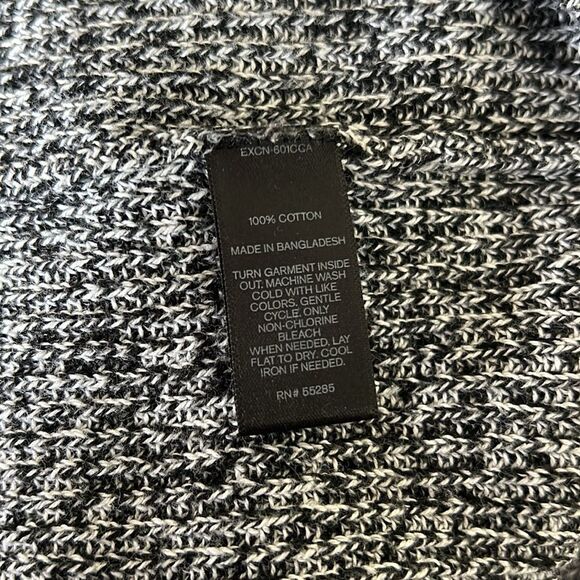 EXCN-601CCA
100% COTTON
MADE IN BANGLADESH
TURN GARMENT INSIDE
OUT. MACHINE WASH
COLD WITH LIKE
COLORS. GENTLE
CYCLE. ONLY
NON-CHLORINE
BLEACH
WHEN NEEDED. LAY
FLAT TO DRY. COOL
IRON IF NEEDED.
RN# 55285